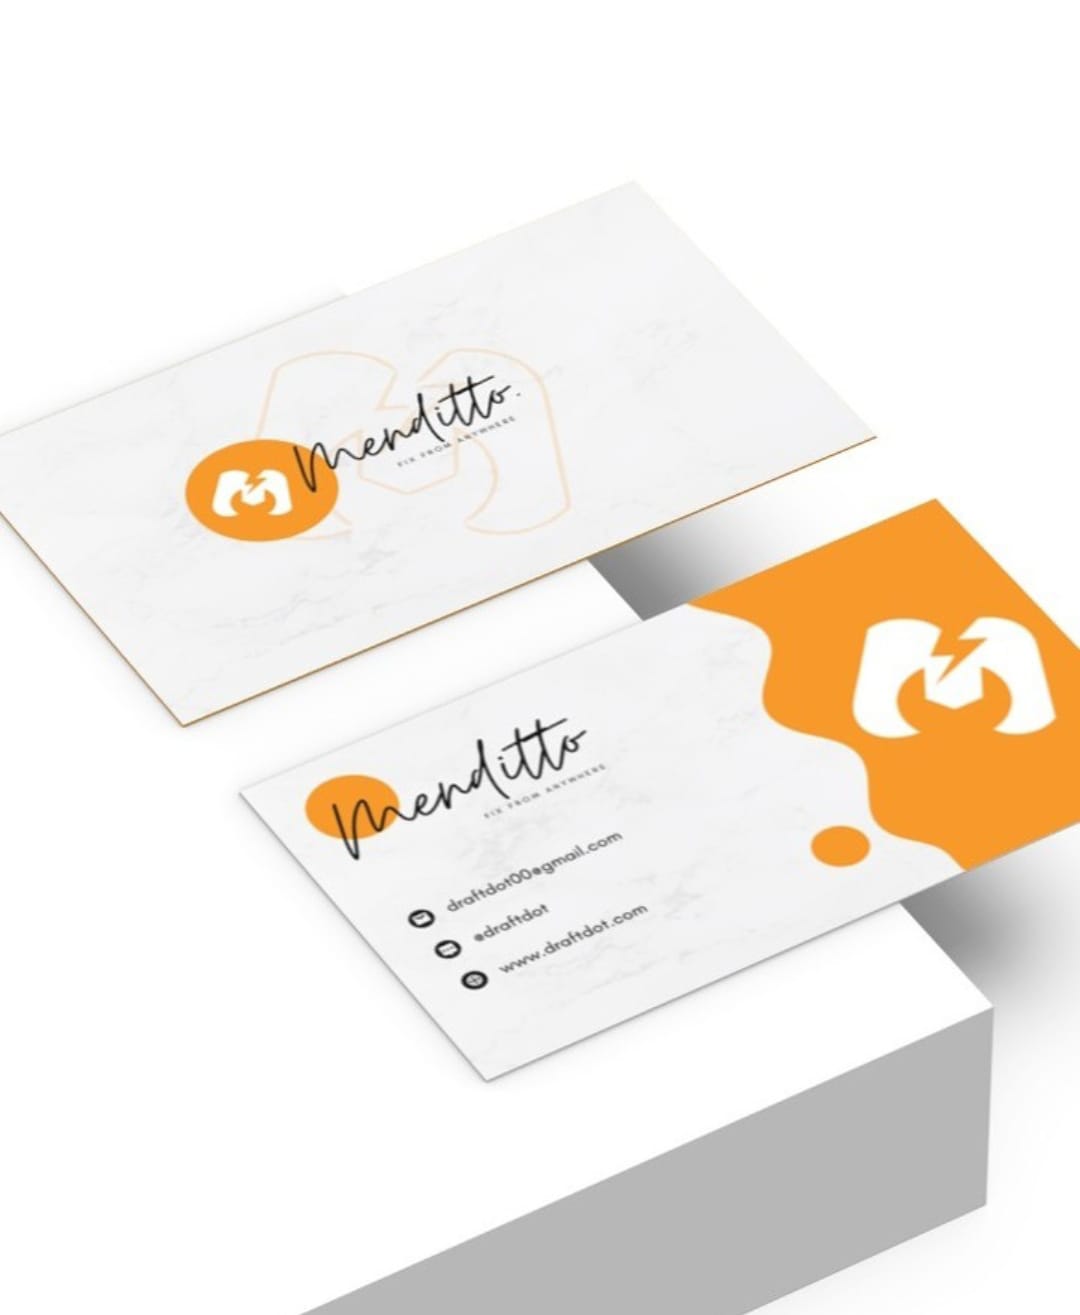 Menditto.
FIX FROM ANYWHERE
Menditto
FIX FROM ANYWHERE
draftdot00@gmail.com
@draftdot
www.draftdot.com